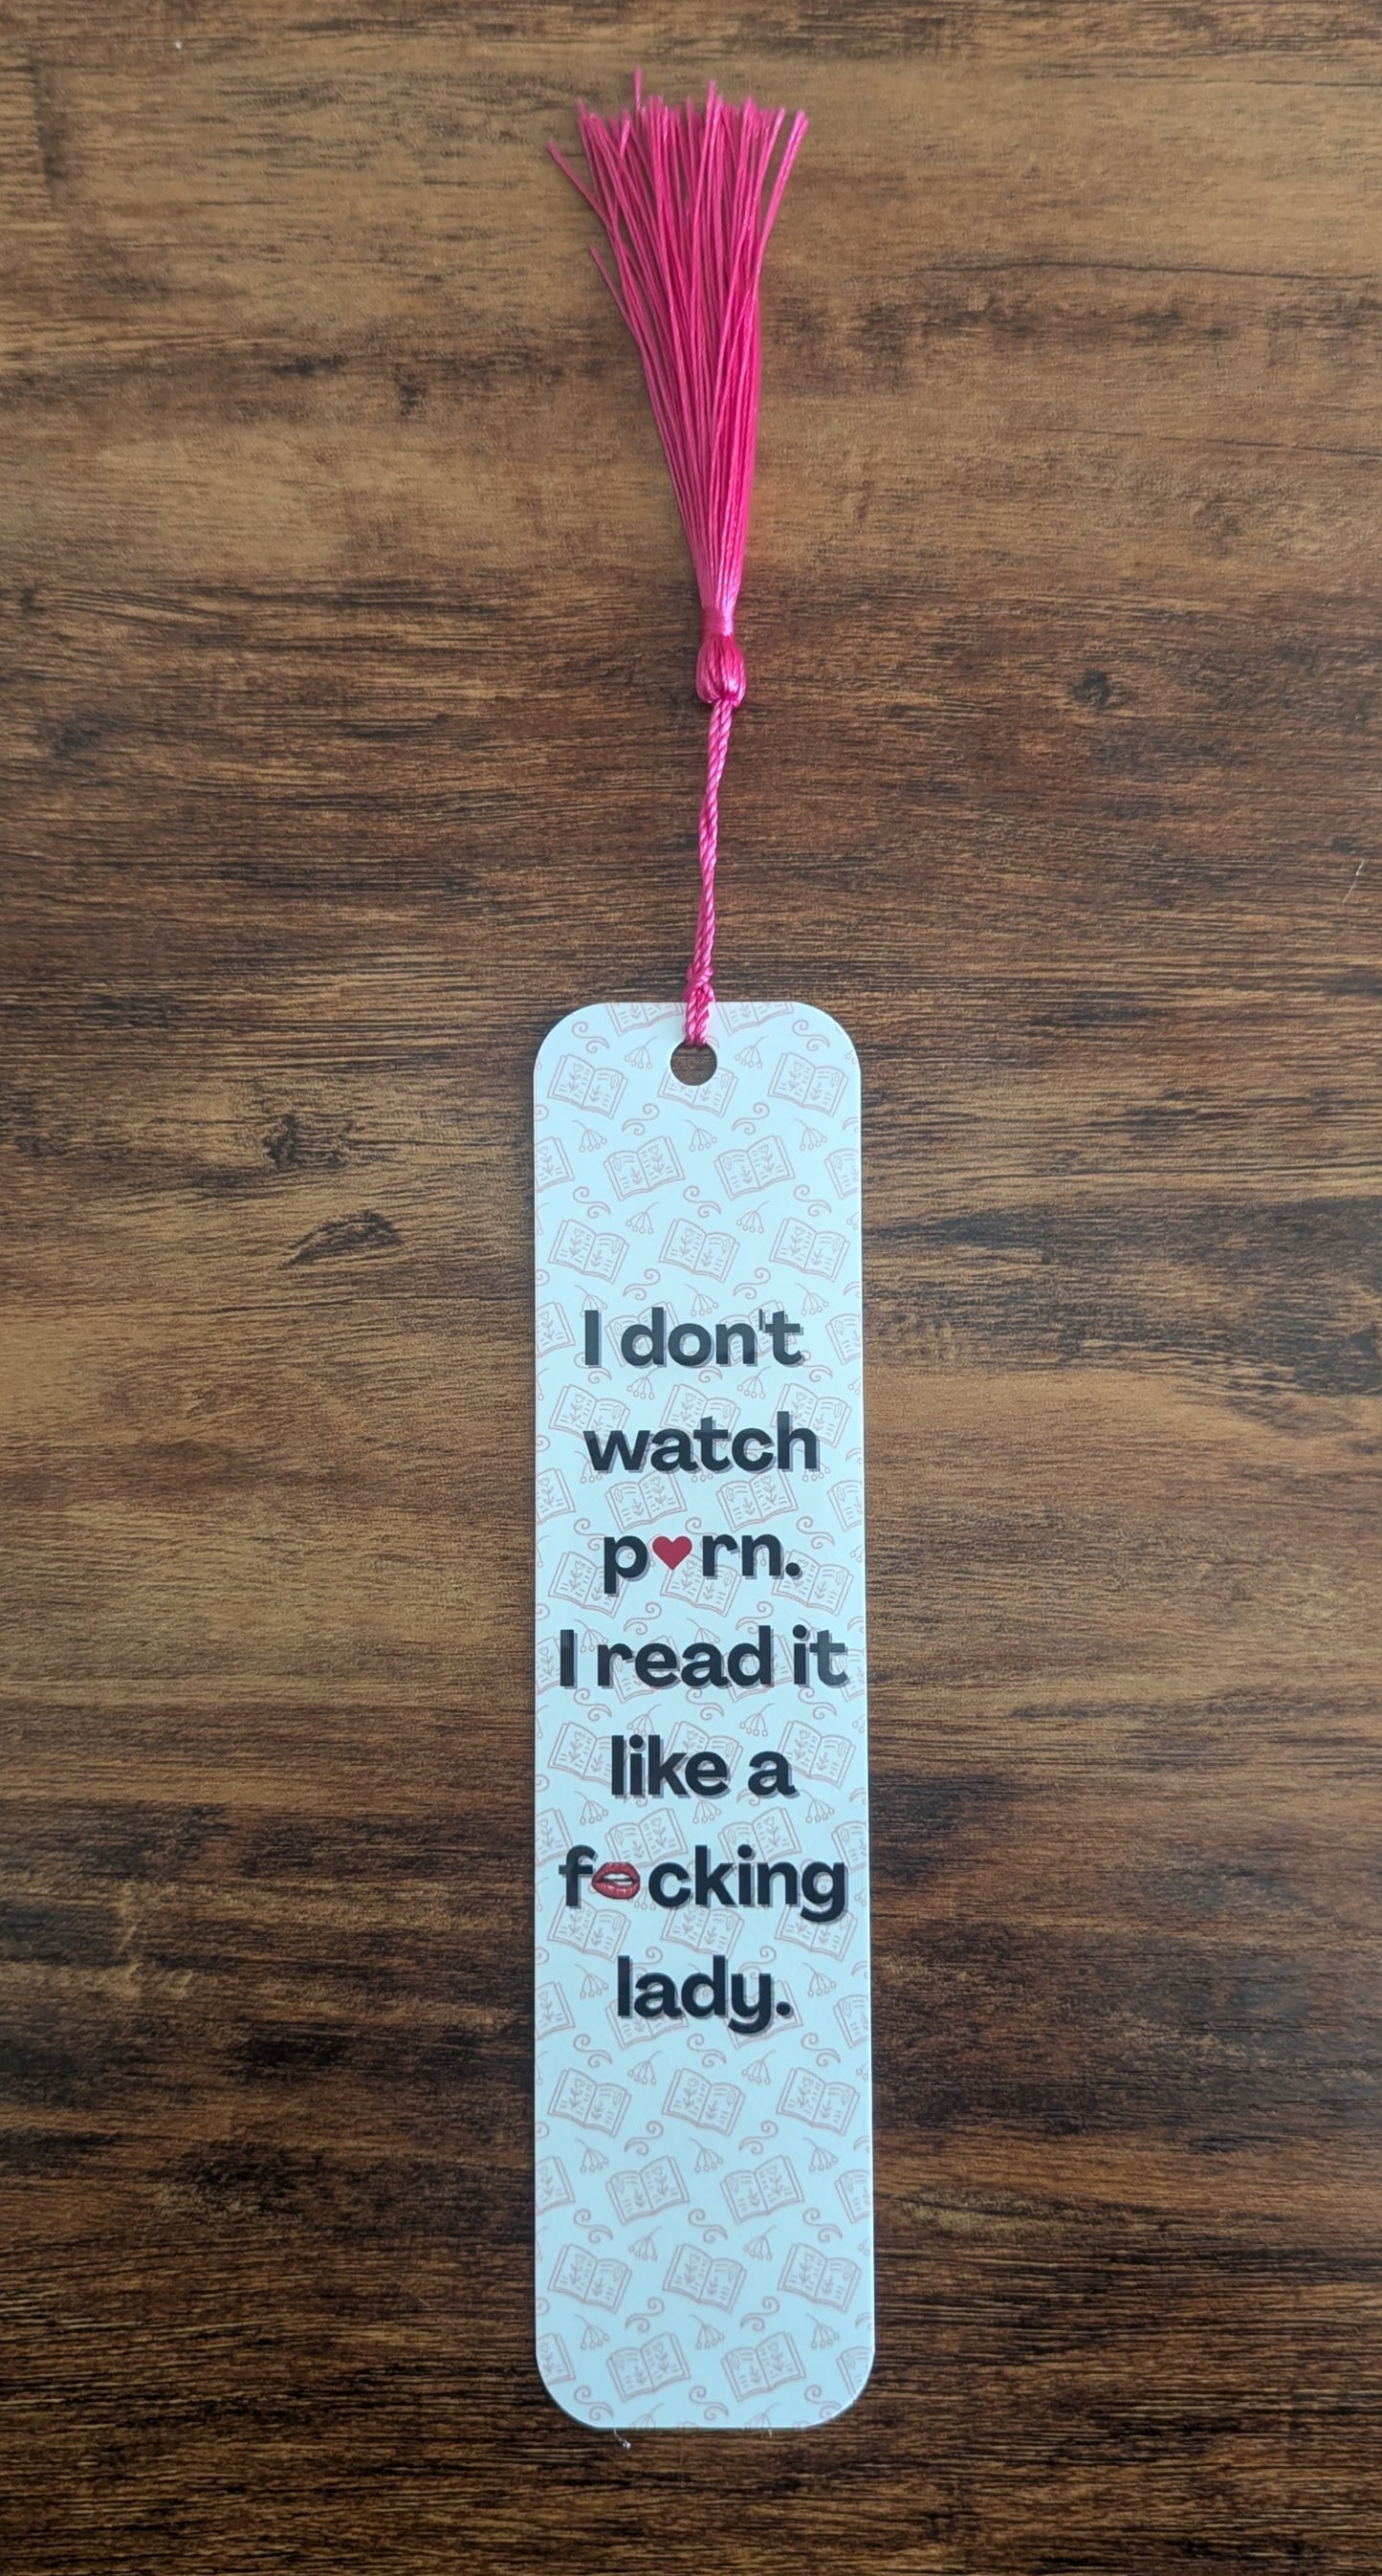 I don't
watch
p❤rn.
I read it
like a
f👄cking
lady.